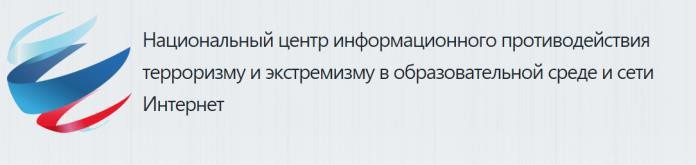 Национальный центр информационного противодействия
терроризму и экстремизму в образовательной среде и сети
Интернет